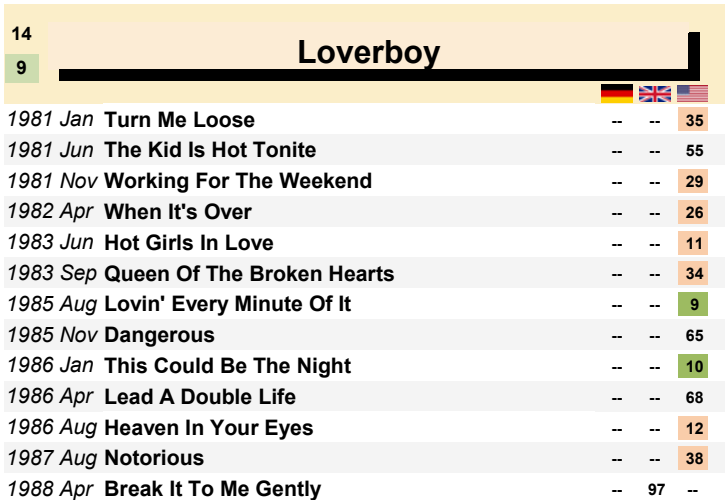 14
Loverboy
9
1981 Jan Turn Me Loose -- -- 35
1981 Jun The Kid Is Hot Tonite -- -- 55
1981 Nov Working For The Weekend -- -- 29
1982 Apr When It's Over -- -- 26
1983 Jun Hot Girls In Love -- -- 11
1983 Sep Queen Of The Broken Hearts -- -- 34
1985 Aug Lovin' Every Minute Of It -- -- 9
1985 Nov Dangerous -- -- 65
1986 Jan This Could Be The Night -- -- 10
1986 Apr Lead A Double Life -- -- 68
1986 Aug Heaven In Your Eyes -- -- 12
1987 Aug Notorious -- -- 38
1988 Apr Break It To Me Gently -- 97 --